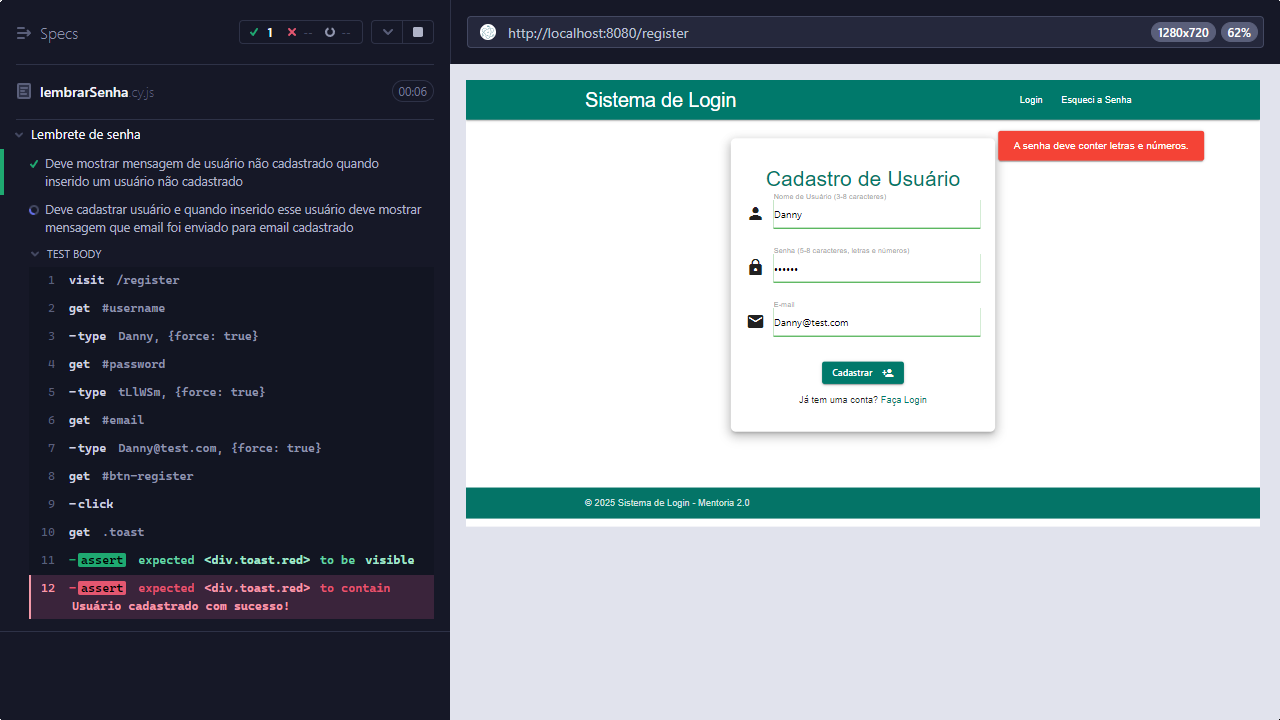 Specs
1
--
--
lembrarSenha cy.js
00:06
Lembrete de senha
Deve mostrar mensagem de usuário não cadastrado quando
inserido um usuário não cadastrado
Deve cadastrar usuário e quando inserido esse usuário deve mostrar
mensagem que email foi enviado para email cadastrado
TEST BODY
1 visit /register
2 get #username
3 -type Danny, {force: true}
4 get #password
5 -type tLlWSm, {force: true}
6 get #email
7 -type Danny@test.com, {force: true}
8 get #btn-register
9 -click
10 get .toast
11 -assert expected <div.toast.red> to be visible
12 -assert expected <div.toast.red> to contain
Usuário cadastrado com sucesso!
http://localhost:8080/register
1280x720
62%
Sistema de Login
Login
Esqueci a Senha
A senha deve conter letras e números.
Cadastro de Usuário
Nome de Usuário (3-8 caracteres)
Danny
Senha (5-8 caracteres, letras e números)
••••••
E-mail
Danny@test.com
Cadastrar
Já tem uma conta? Faça Login
© 2025 Sistema de Login - Mentoria 2.0